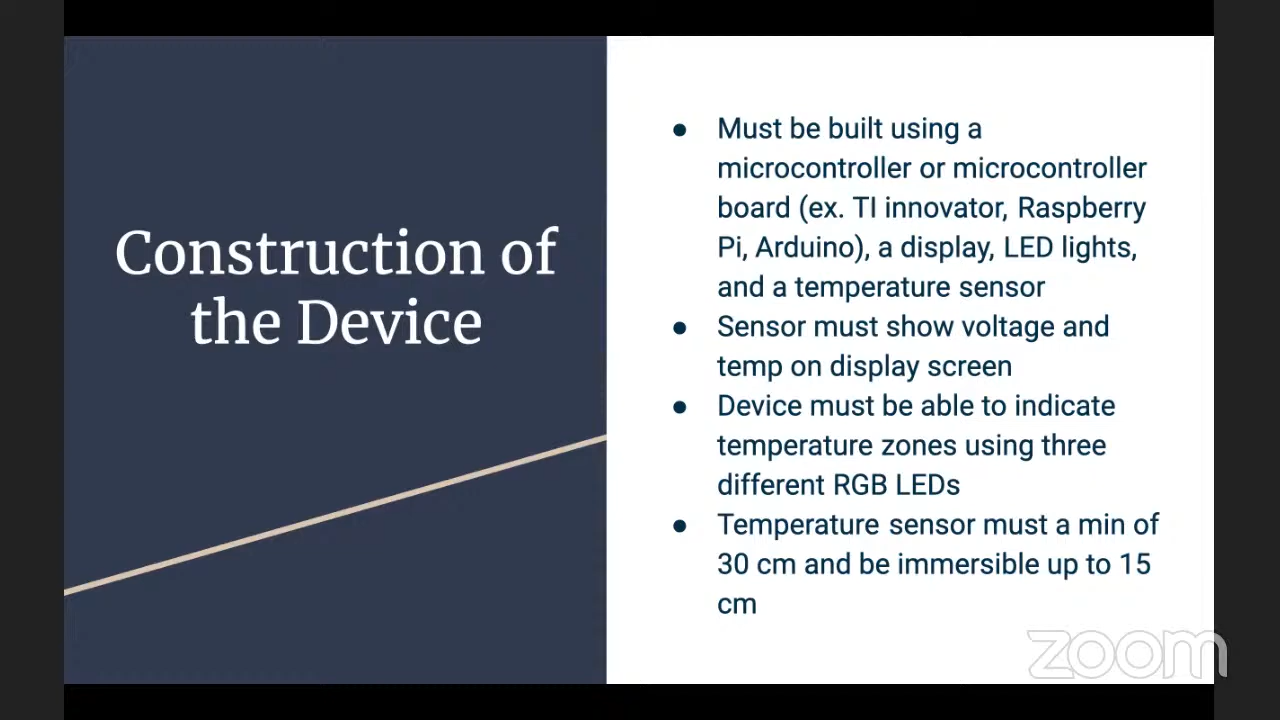 Construction of
the Device
● Must be built using a
microcontroller or microcontroller
board (ex. TI innovator, Raspberry
Pi, Arduino), a display, LED lights,
and a temperature sensor
● Sensor must show voltage and
temp on display screen
● Device must be able to indicate
temperature zones using three
different RGB LEDs
● Temperature sensor must a min of
30 cm and be immersible up to 15
cm
zoom